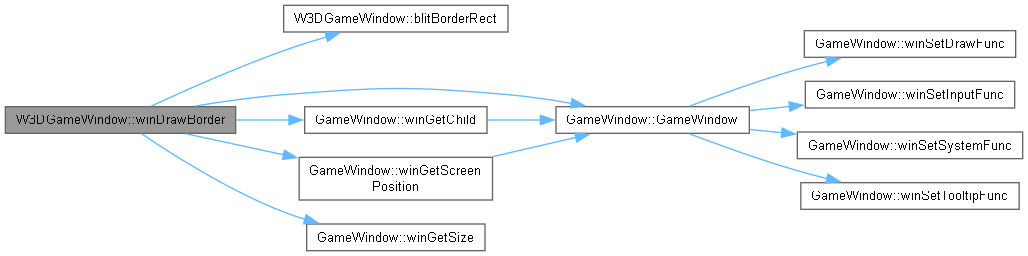 W3DGameWindow::blitBorderRect
GameWindow::winSetDrawFunc
GameWindow::winSetInputFunc
W3DGameWindow::winDrawBorder
GameWindow::winGetChild
GameWindow::GameWindow
GameWindow::winSetSystemFunc
GameWindow::winGetScreen
Position
GameWindow::winSetTooltipFunc
GameWindow::winGetSize